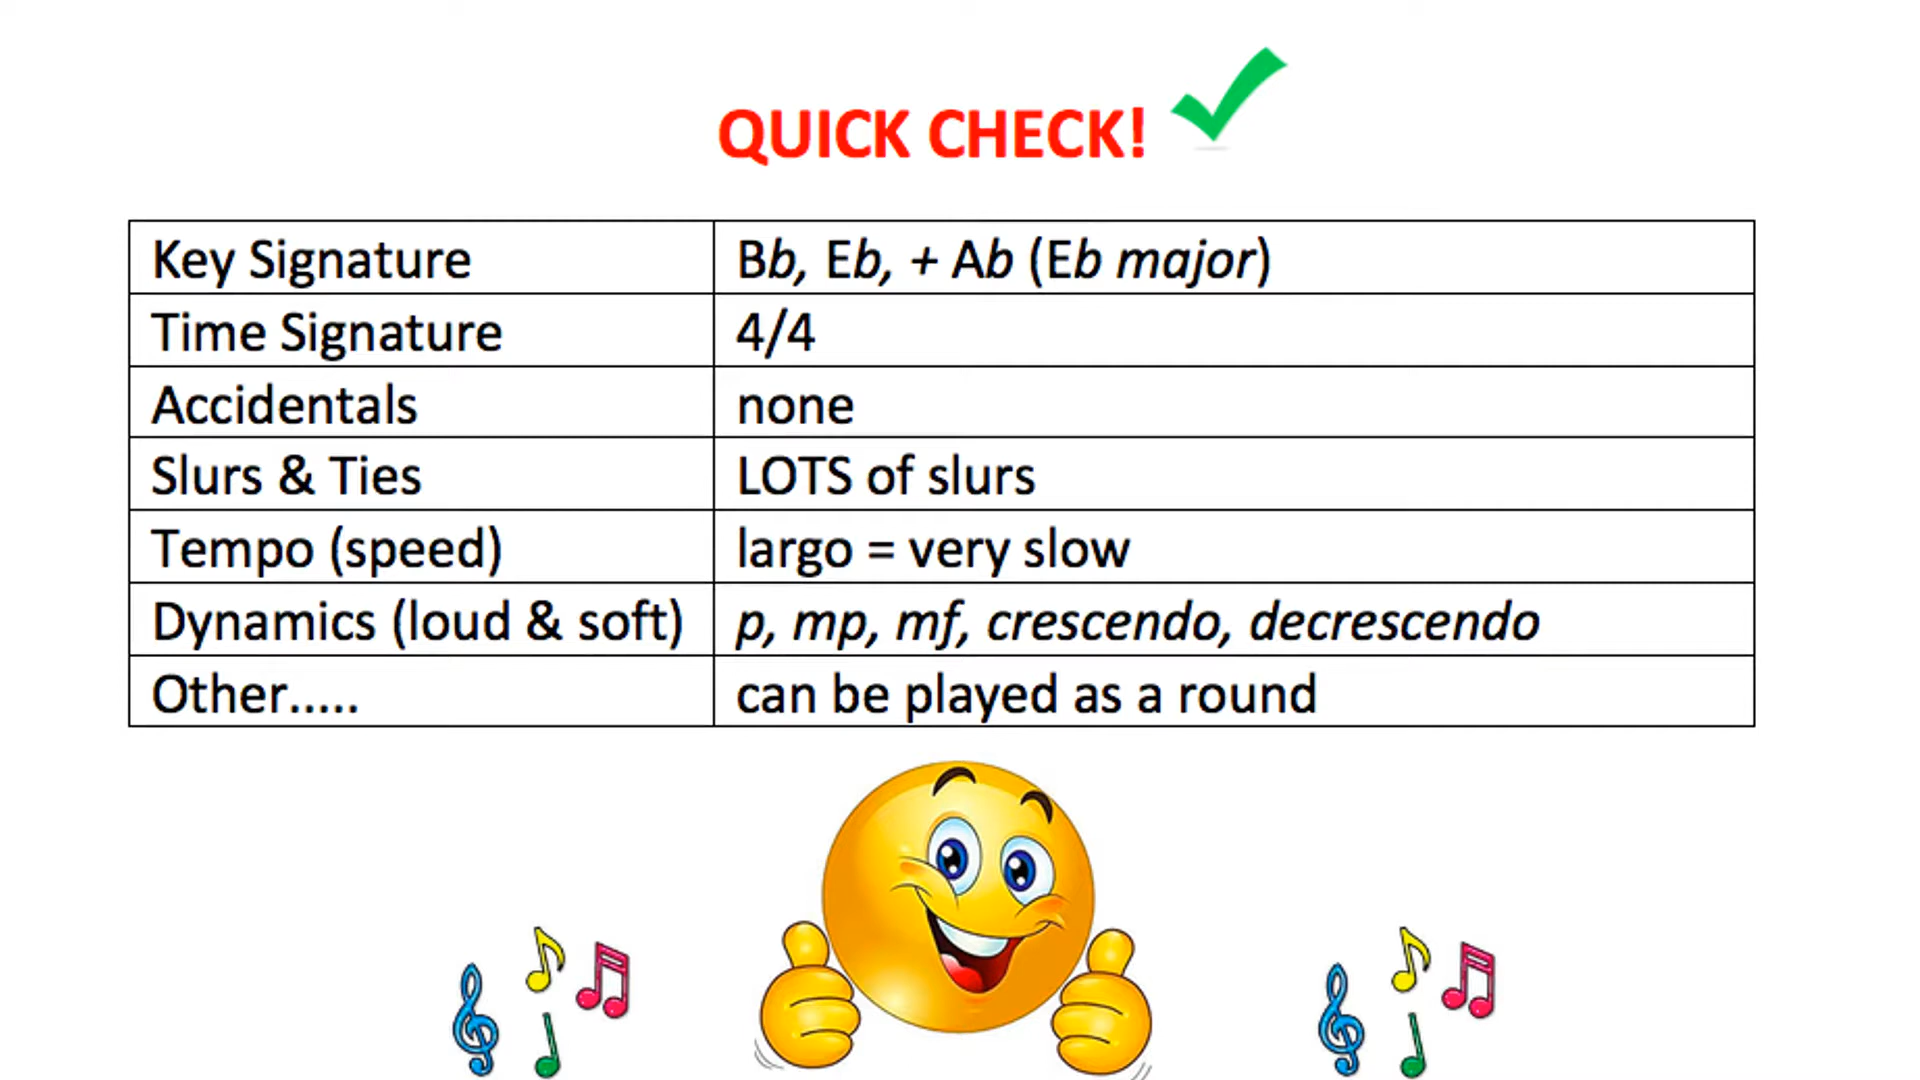 QUICK CHECK!
Key Signature Bb, Eb, + Ab (Eb major)
Time Signature 4/4
Accidentals none
Slurs & Ties LOTS of slurs
Tempo (speed) largo = very slow
Dynamics (loud & soft) p, mp, mf, crescendo, decrescendo
Other..... can be played as a round